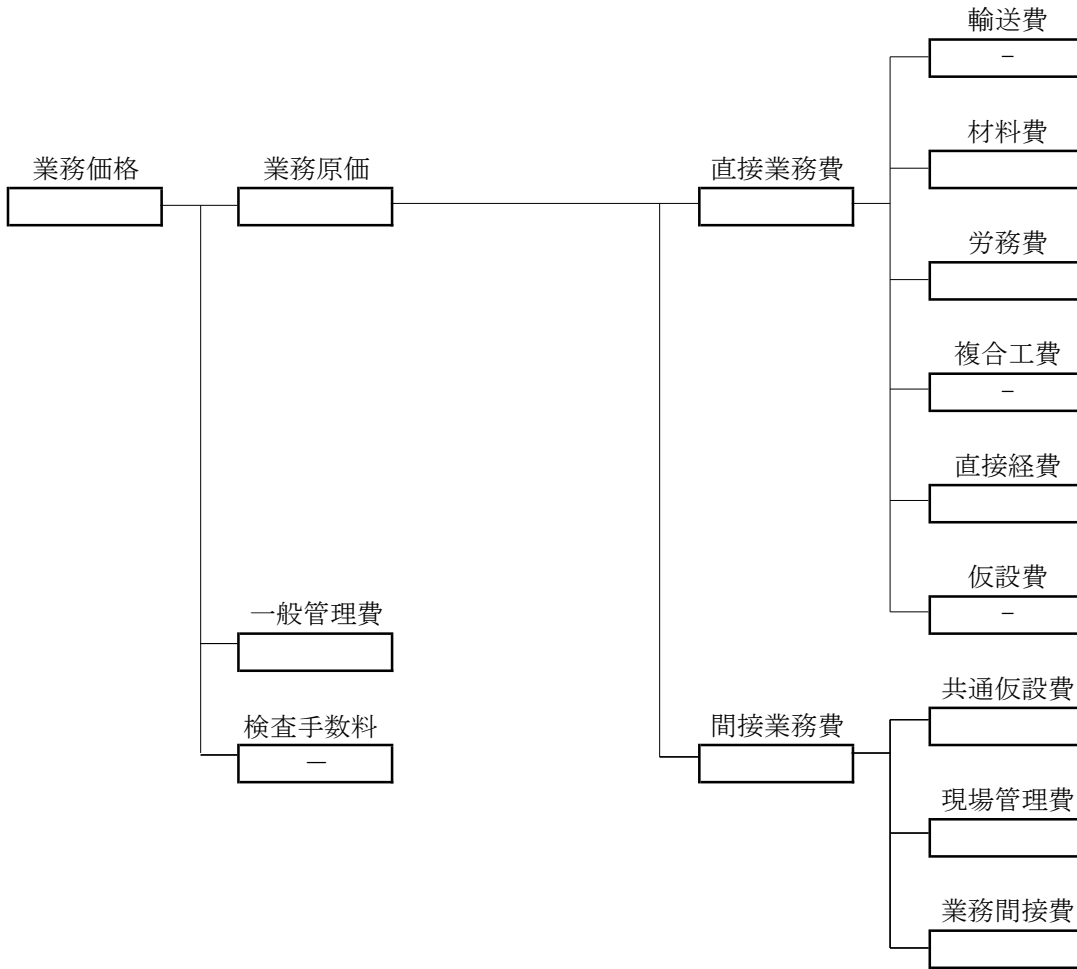 輸送費
－
材料費
業務価格
業務原価
直接業務費
労務費
複合工費
－
直接経費
仮設費
－
一般管理費
共通仮設費
検査手数料
－
間接業務費
現場管理費
業務間接費